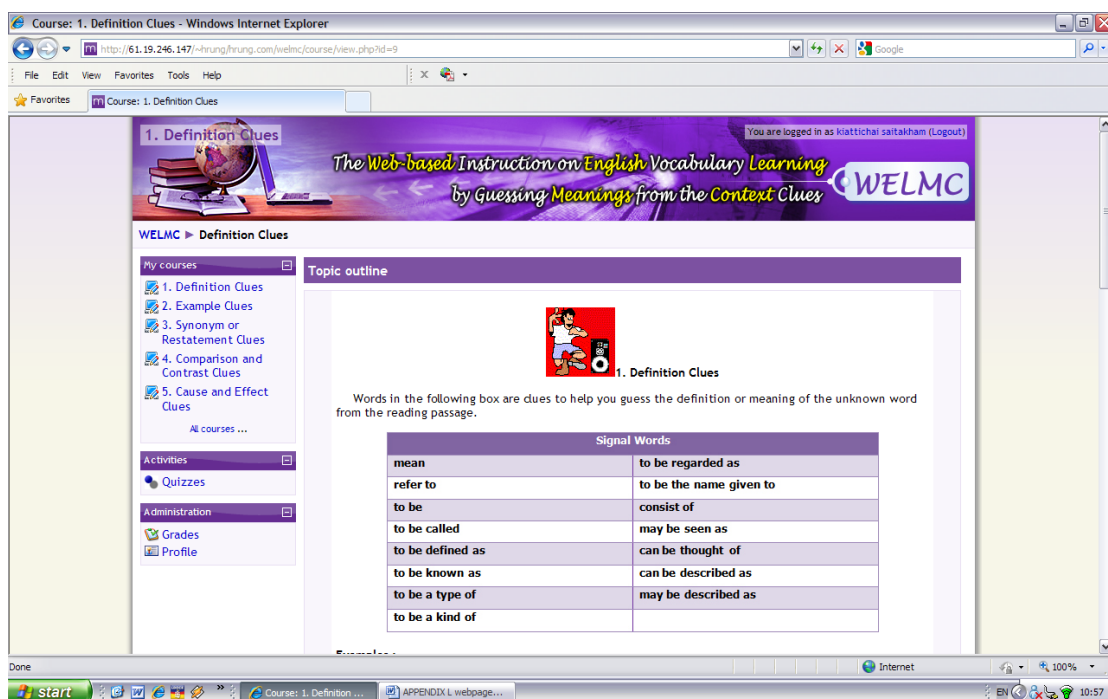 Course: 1. Definition Clues - Windows Internet Explorer
http://61.19.246.147/~hrung/hrung.com/welmc/course/view.php?id=9
Google
File Edit View Favorites Tools Help
Favorites
Course: 1. Definition Clues
1. Definition Clues
You are logged in as kiattichai saitakham (Logout)
The Web-based Instruction on English Vocabulary Learning
by Guessing Meanings from the Context Clues
WELMC
WELMC ► Definition Clues
My courses
1. Definition Clues
2. Example Clues
3. Synonym or
Restatement Clues
4. Comparison and
Contrast Clues
5. Cause and Effect
Clues
All courses ...
Activities
Quizzes
Administration
Grades
Profile
Topic outline
1. Definition Clues
Words in the following box are clues to help you guess the definition or meaning of the unknown word
from the reading passage.
Signal Words
mean to be regarded as
refer to to be the name given to
to be consist of
to be called may be seen as
to be defined as can be thought of
to be known as can be described as
to be a type of may be described as
to be a kind of
Done
Internet
100%
start
Course: 1. Definition ...
APPENDIX L webpage...
EN
10:57